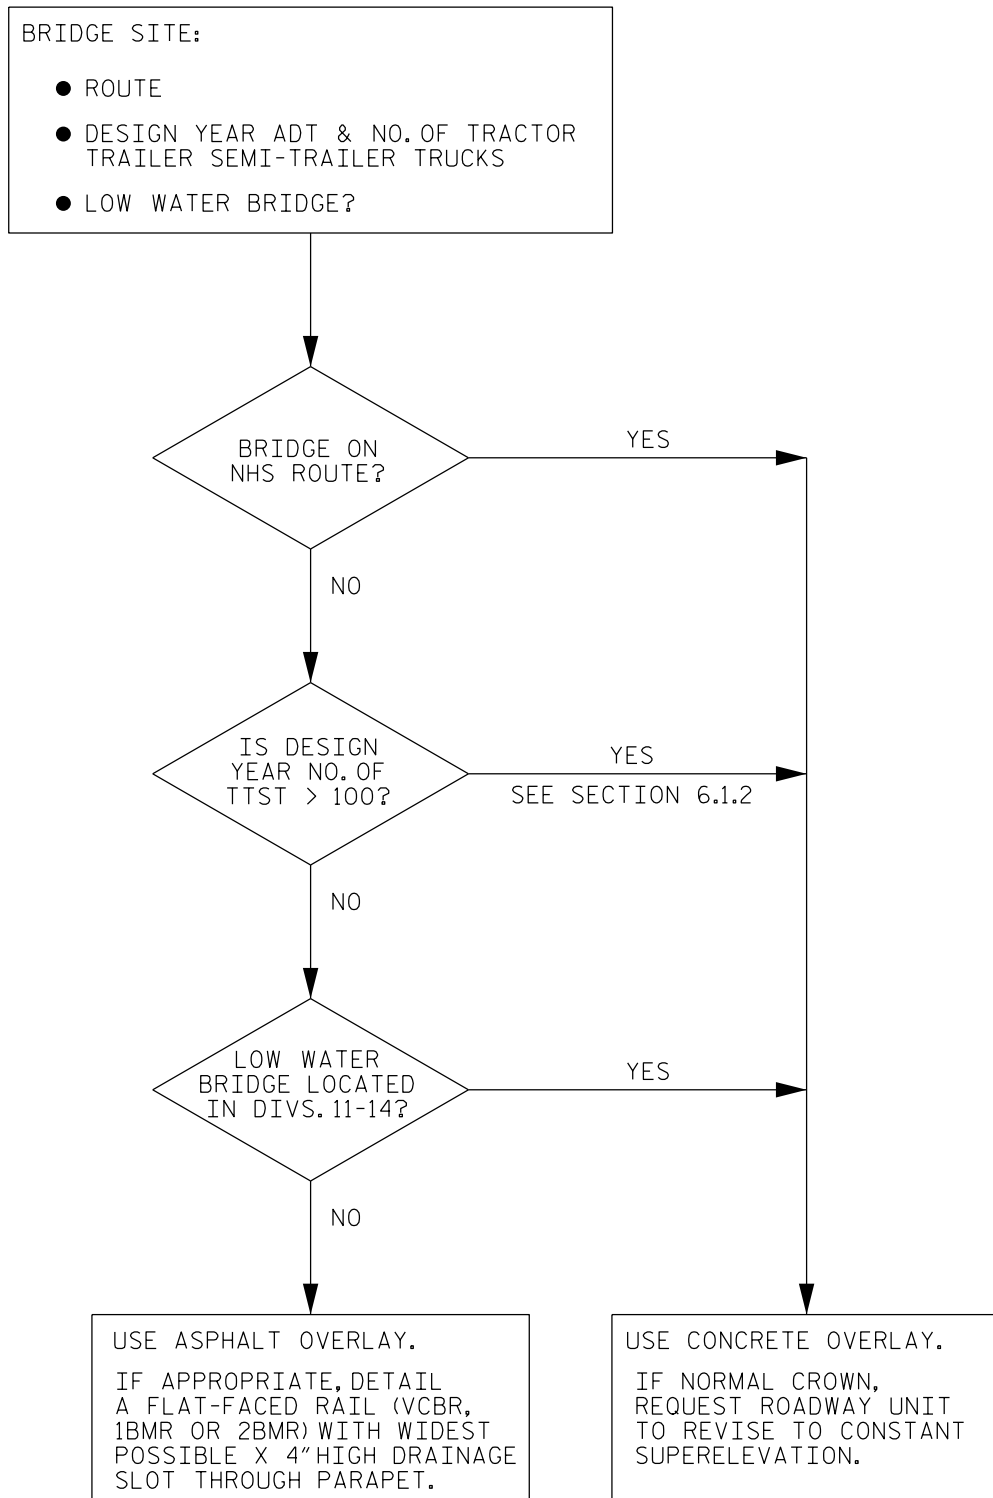 BRIDGE SITE:
● ROUTE
● DESIGN YEAR ADT & NO. OF TRACTOR
TRAILER SEMI-TRAILER TRUCKS
● LOW WATER BRIDGE?
BRIDGE ON
NHS ROUTE?
YES
NO
IS DESIGN
YEAR NO. OF
TTST > 100?
YES
SEE SECTION 6.1.2
NO
LOW WATER
BRIDGE LOCATED
IN DIVS. 11-14?
YES
NO
USE ASPHALT OVERLAY.
IF APPROPRIATE, DETAIL
A FLAT-FACED RAIL (VCBR,
1BMR OR 2BMR) WITH WIDEST
POSSIBLE X 4" HIGH DRAINAGE
SLOT THROUGH PARAPET.
USE CONCRETE OVERLAY.
IF NORMAL CROWN,
REQUEST ROADWAY UNIT
TO REVISE TO CONSTANT
SUPERELEVATION.